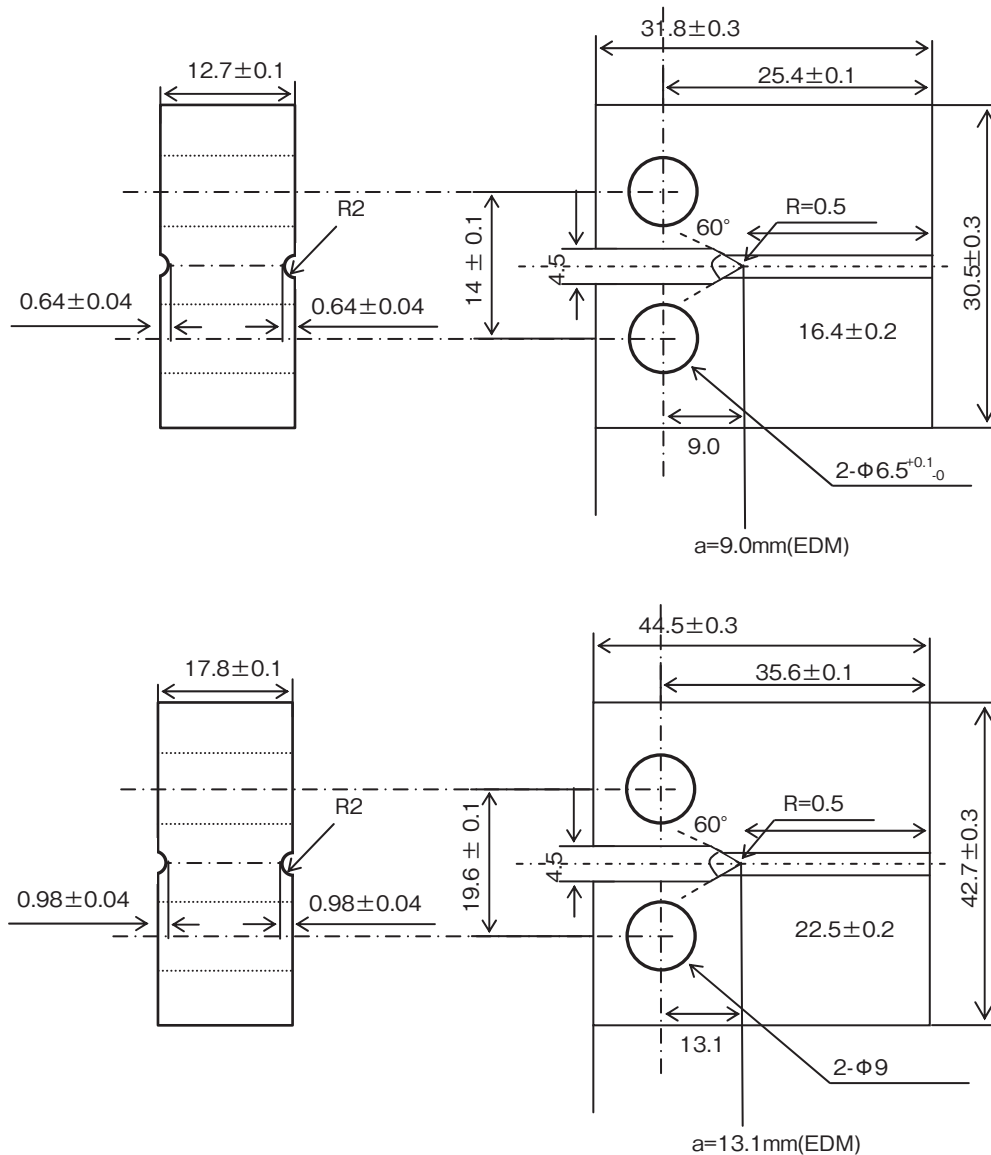 31.8±0.3
12.7±0.1
25.4±0.1
R2
60°
R=0.5
14 ± 0.1
4.5
30.5±0.3
0.64±0.04
0.64±0.04
16.4±0.2
9.0
2-Φ6.5+0.1-0
a=9.0mm(EDM)
44.5±0.3
17.8±0.1
35.6±0.1
R2
60°
R=0.5
19.6 ± 0.1
4.5
42.7±0.3
0.98±0.04
0.98±0.04
22.5±0.2
13.1
2-Φ9
a=13.1mm(EDM)